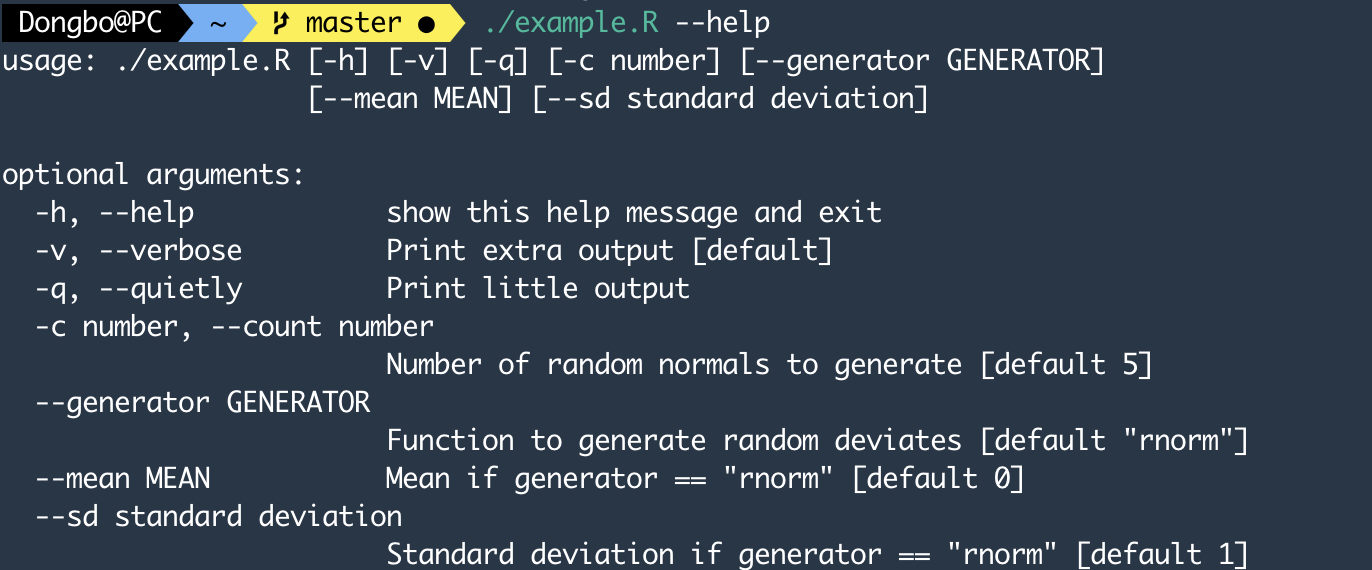 Dongbo@PC ~ master ● ./example.R --help
usage: ./example.R [-h] [-v] [-q] [-c number] [--generator GENERATOR]
[--mean MEAN] [--sd standard deviation]
optional arguments:
-h, --help show this help message and exit
-v, --verbose Print extra output [default]
-q, --quietly Print little output
-c number, --count number
Number of random normals to generate [default 5]
--generator GENERATOR
Function to generate random deviates [default "rnorm"]
--mean MEAN Mean if generator == "rnorm" [default 0]
--sd standard deviation
Standard deviation if generator == "rnorm" [default 1]